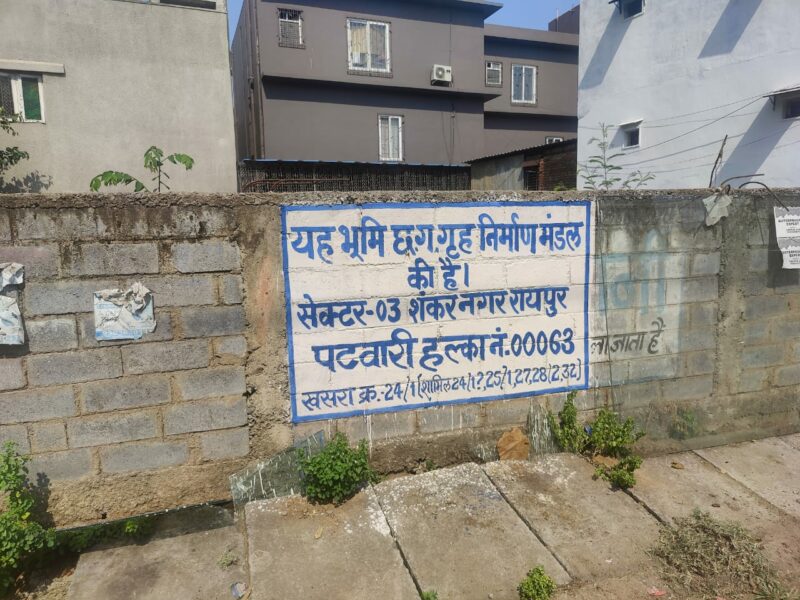 यह भूमि छ.ग.गृह निर्माण मंडल
की है।
सेक्टर-03 शंकर नगर रायपुर
पटवारी हल्का नं.00063
खसरा क्र.-24/1(शामिल24/1?,25/1,27,28/2,32)
जाता है